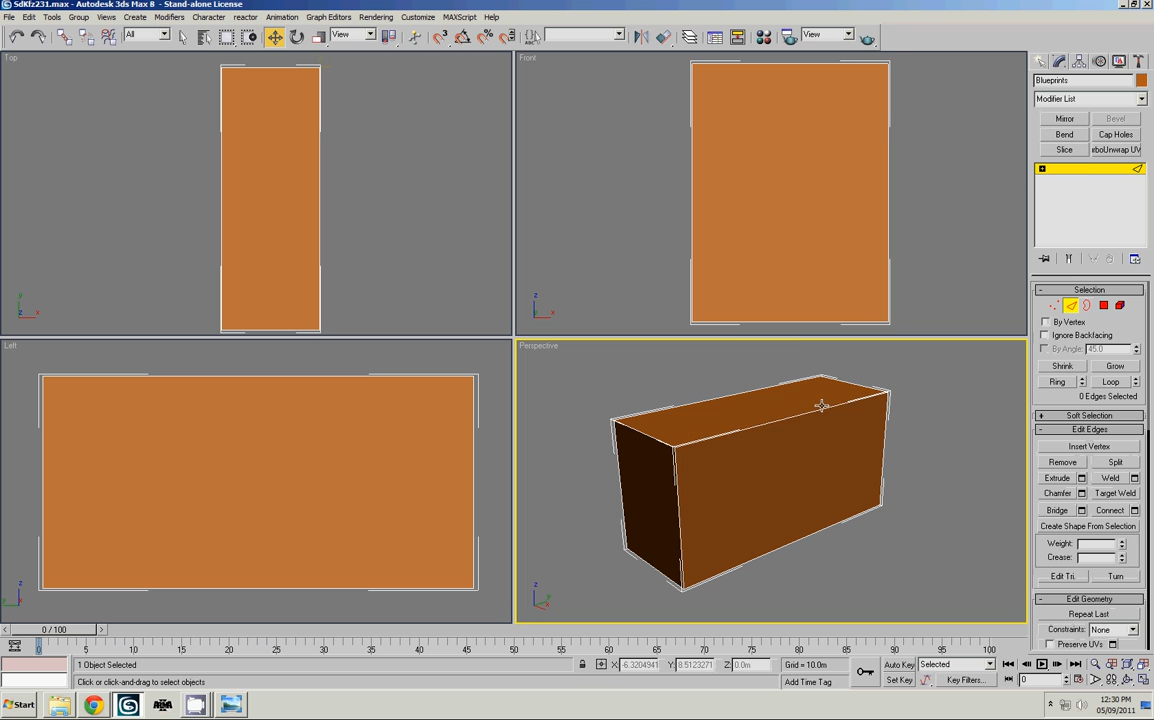 SdKfz231.max - Autodesk 3ds Max 8 - Stand-alone License
File Edit Tools Group Views Create Modifiers Character reactor Animation Graph Editors Rendering Customize MAXScript Help
All View View
Top Front
Blueprints
Modifier List
Mirror Bevel
Bend Cap Holes
Slice urboUnwrap UV
- Selection
By Vertex
Ignore Backfacing
By Angle: 45.0
Shrink Grow
Left Perspective
Ring Loop
0 Edges Selected
+ Soft Selection
- Edit Edges
Insert Vertex
Remove Split
Extrude Weld
Chamfer Target Weld
Bridge Connect
Create Shape From Selection
Weight:
Crease:
Edit Tri. Turn
- Edit Geometry
Repeat Last
Constraints: None
Preserve UVs
0 / 100
0 5 10 15 20 25 30 35 40 45 50 55 60 65 70 75 80 85 90 95 100
1 Object Selected X: -6.3204941 Y: 8.5123271 Z: 0.0m Grid = 10.0m Auto Key Selected
Click or click-and-drag to select objects Add Time Tag Set Key Key Filters... 0
Start 12:30 PM
05/09/2011